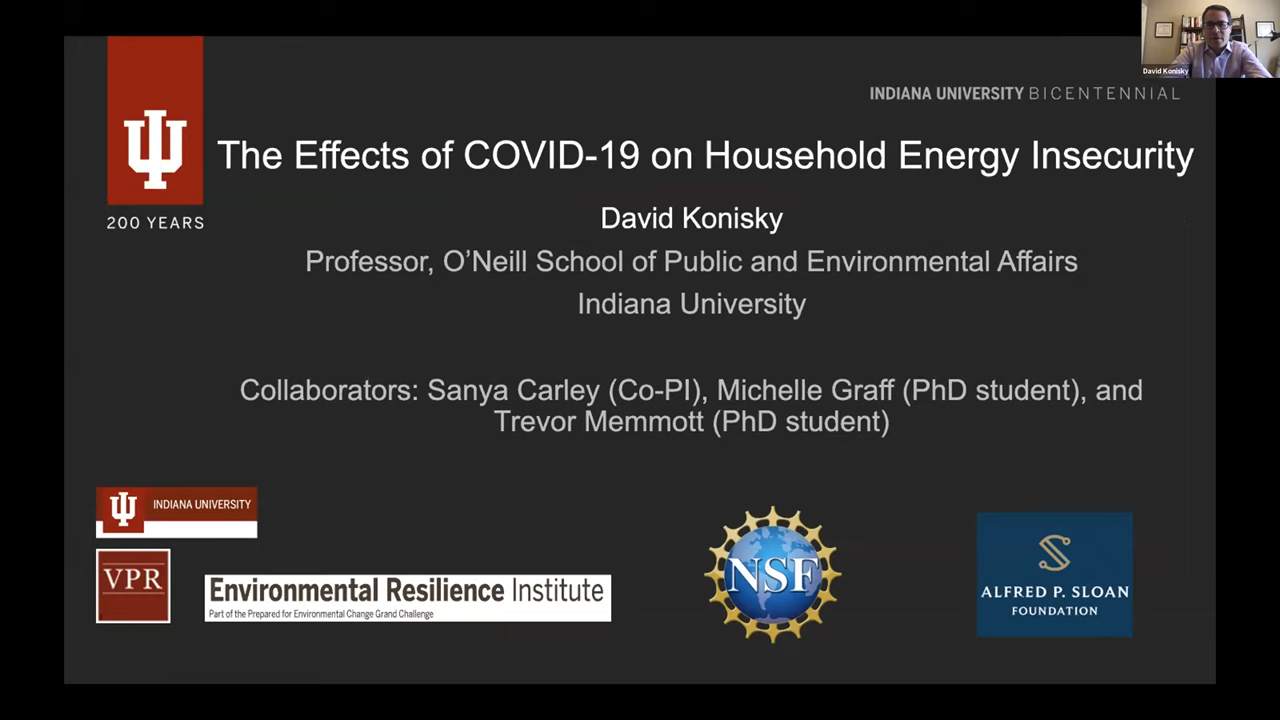 David Konisky
INDIANA UNIVERSITY BICENTENNIAL
The Effects of COVID-19 on Household Energy Insecurity
200 YEARS
David Konisky
Professor, O’Neill School of Public and Environmental Affairs
Indiana University
Collaborators: Sanya Carley (Co-PI), Michelle Graff (PhD student), and
Trevor Memmott (PhD student)
INDIANA UNIVERSITY
VPR
Environmental Resilience Institute
Part of the Prepared for Environmental Change Grand Challenge
NSF
ALFRED P. SLOAN
FOUNDATION